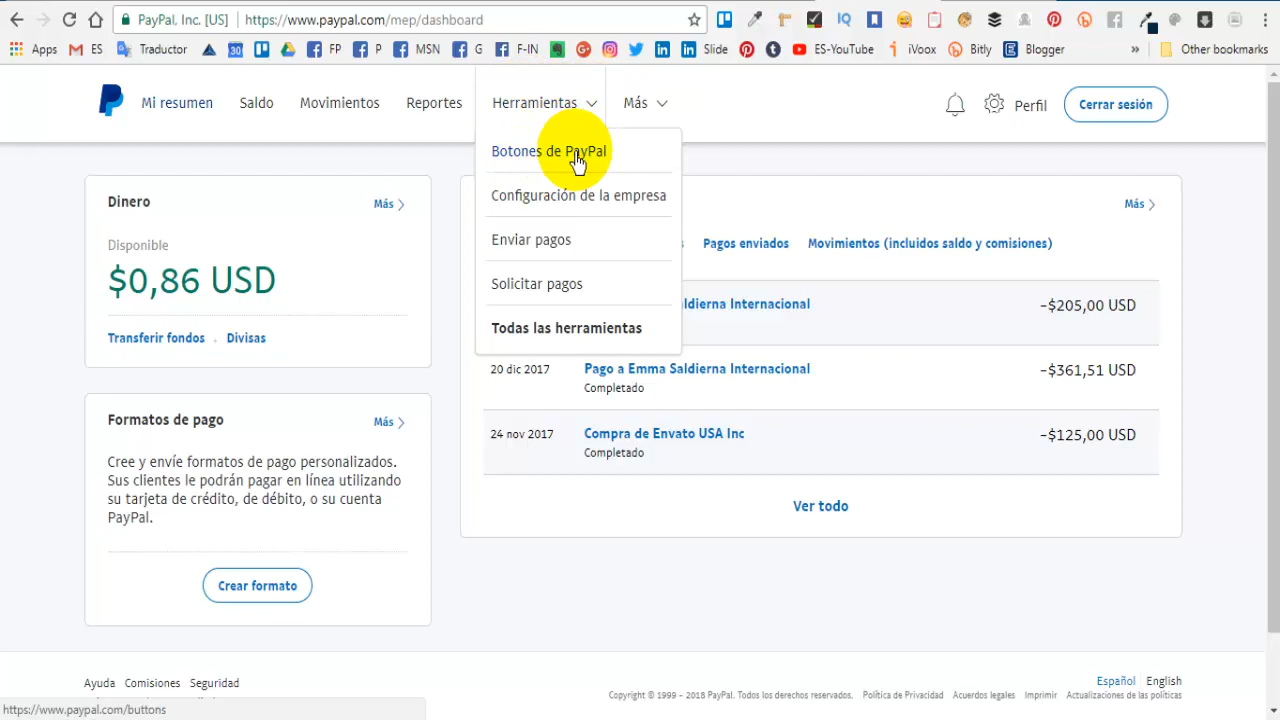 PayPal, Inc. [US] https://www.paypal.com/mep/dashboard
Apps ES Traductor FP P MSN G F-IN Slide ES-YouTube iVoox Bitly Blogger » Other bookmarks
Mi resumen Saldo Movimientos Reportes Herramientas Más Perfil Cerrar sesión
Botones de PayPal
Configuración de la empresa
Enviar pagos
Solicitar pagos
Todas las herramientas
Dinero Más
Disponible
$0,86 USD
Transferir fondos Divisas
Formatos de pago Más
Cree y envíe formatos de pago personalizados.
Sus clientes le podrán pagar en línea utilizando
su tarjeta de crédito, de débito, o su cuenta
PayPal.
Crear formato
Más
Pagos enviados Movimientos (incluidos saldo y comisiones)
aldierna Internacional -$205,00 USD
20 dic 2017 Pago a Emma Saldierna Internacional -$361,51 USD
Completado
24 nov 2017 Compra de Envato USA Inc -$125,00 USD
Completado
Ver todo
Ayuda Comisiones Seguridad
Español English
Copyright © 1999 – 2018 PayPal. Todos los derechos reservados. Política de Privacidad Acuerdos legales Imprimir Actualizaciones de las políticas
https://www.paypal.com/buttons